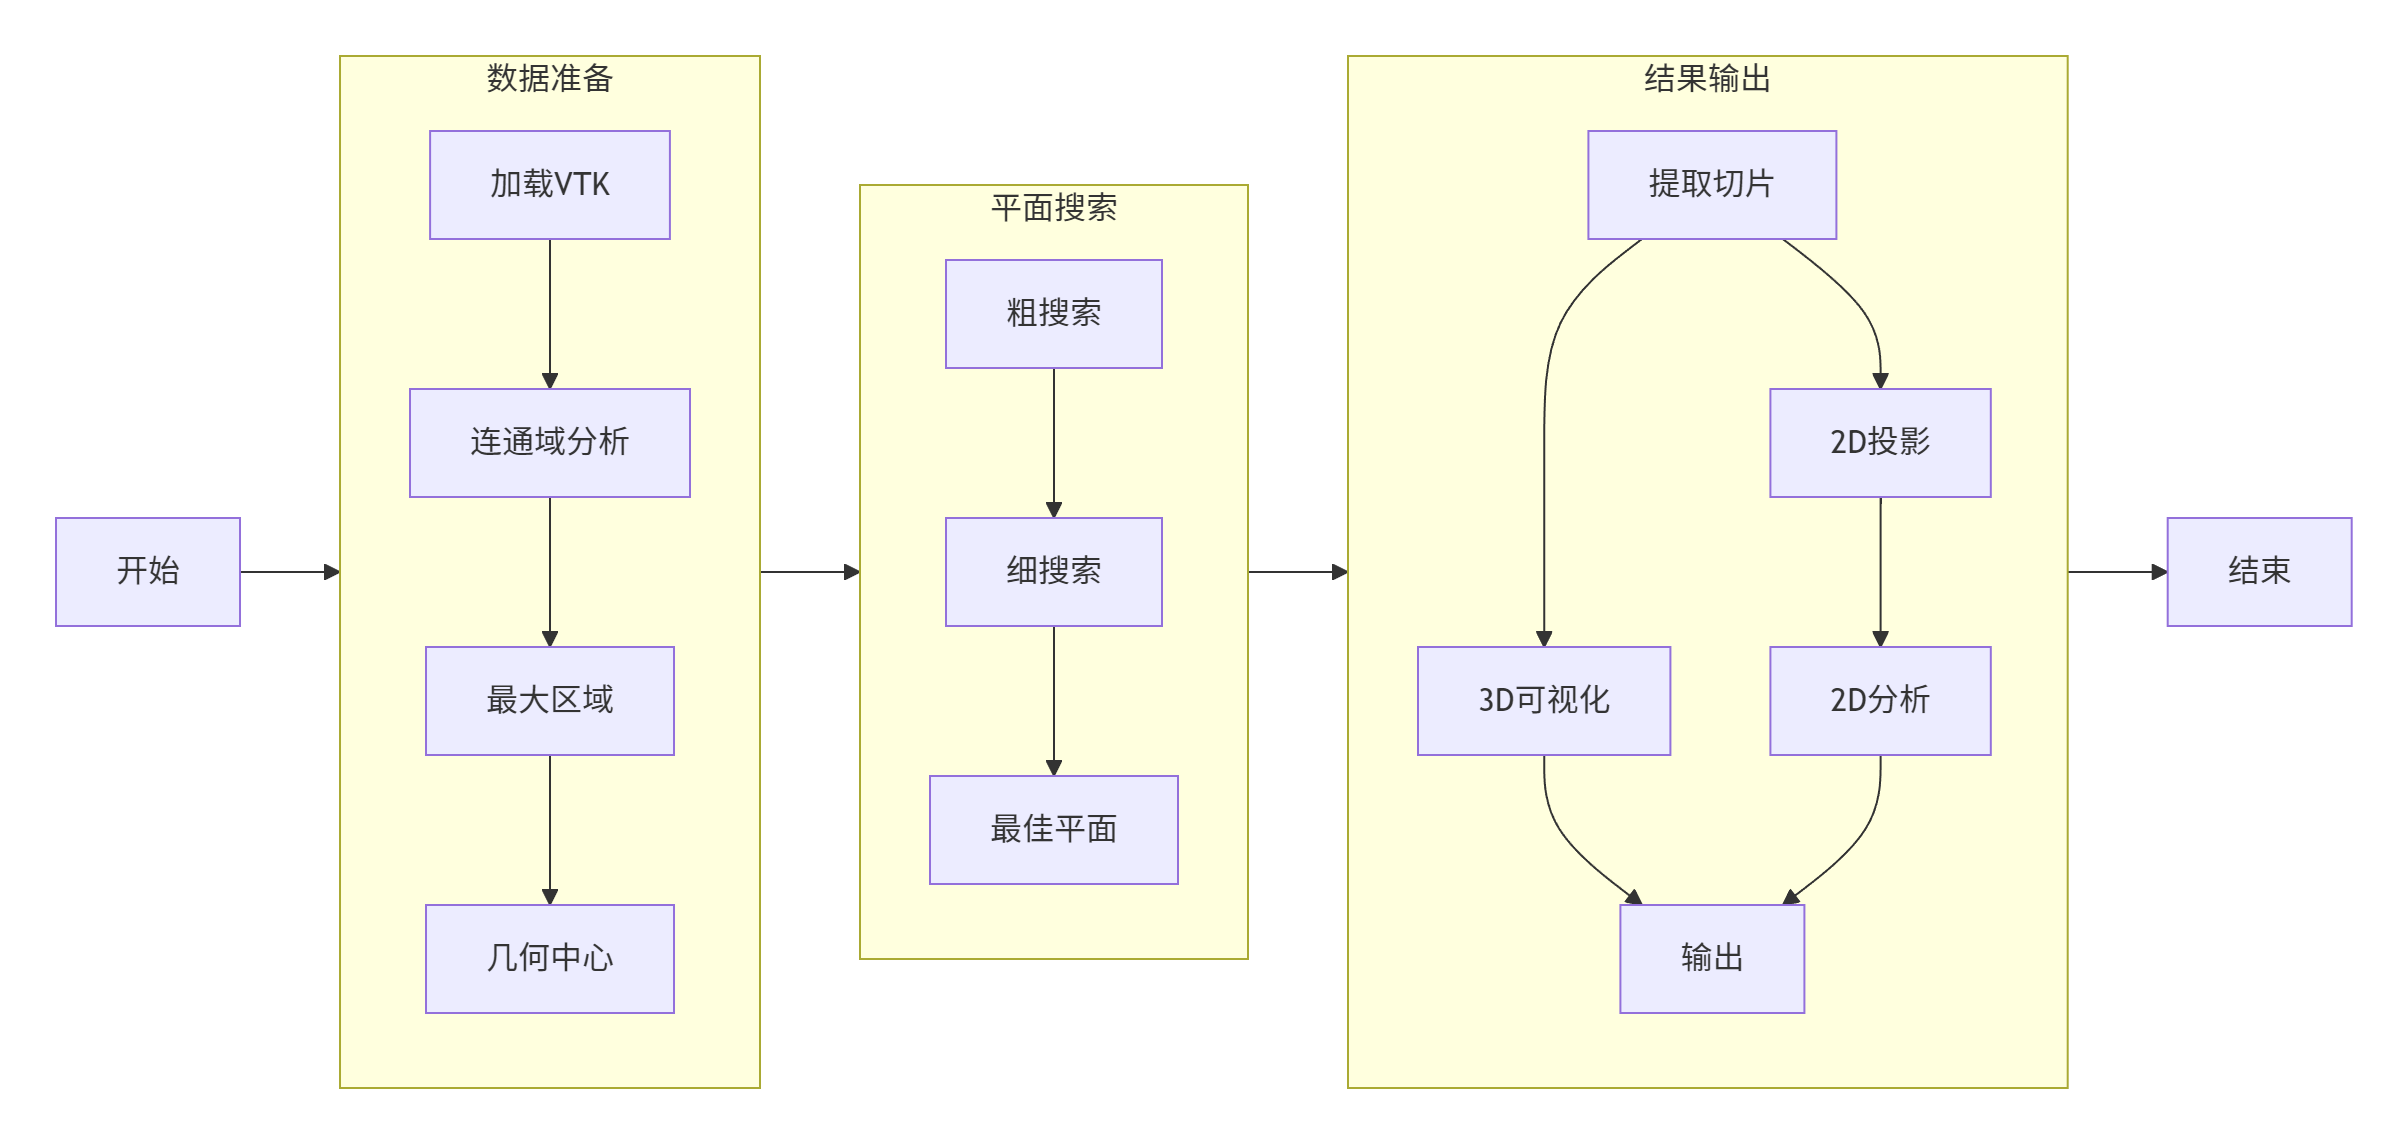 开始
数据准备
加载VTK
连通域分析
最大区域
几何中心
平面搜索
粗搜索
细搜索
最佳平面
结果输出
提取切片
2D投影
3D可视化
2D分析
输出
结束